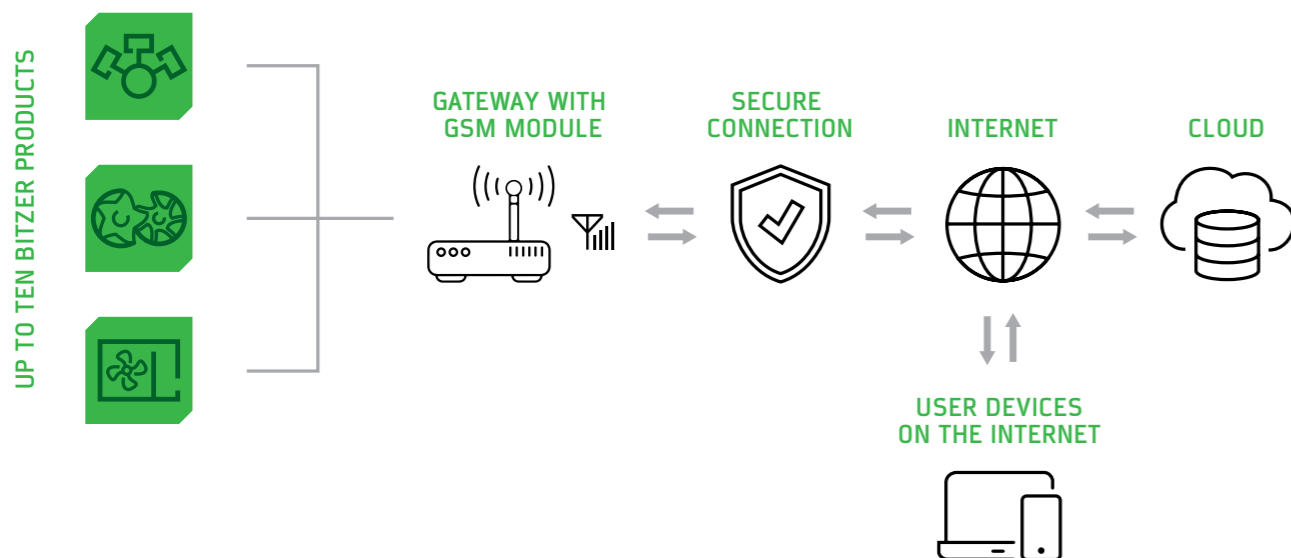 UP TO TEN BITZER PRODUCTS
GATEWAY WITH
GSM MODULE
SECURE
CONNECTION
INTERNET
CLOUD
USER DEVICES
ON THE INTERNET